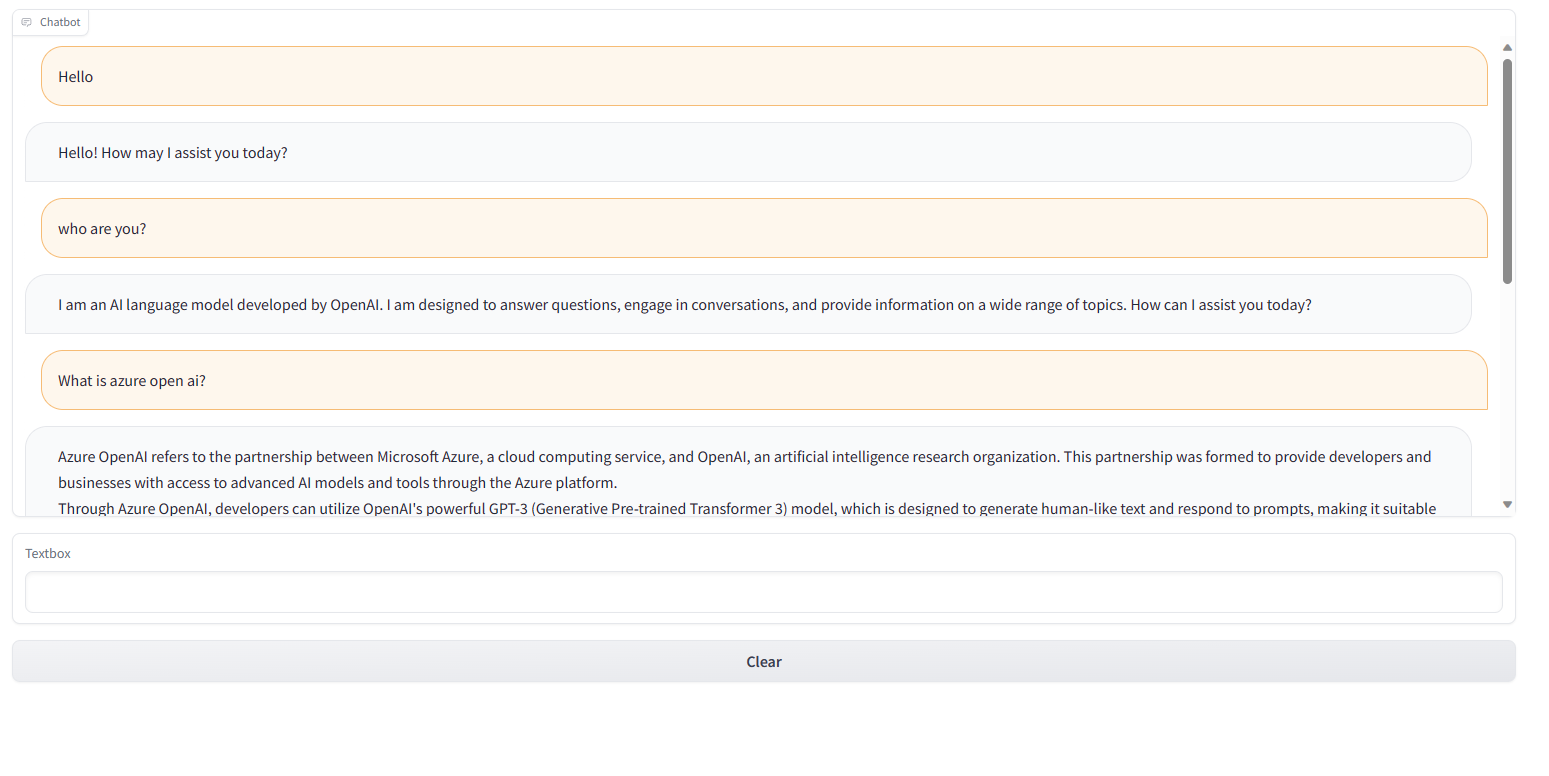 Chatbot
Hello
Hello! How may I assist you today?
who are you?
I am an AI language model developed by OpenAI. I am designed to answer questions, engage in conversations, and provide information on a wide range of topics. How can I assist you today?
What is azure open ai?
Azure OpenAI refers to the partnership between Microsoft Azure, a cloud computing service, and OpenAI, an artificial intelligence research organization. This partnership was formed to provide developers and
businesses with access to advanced AI models and tools through the Azure platform.
Through Azure OpenAI, developers can utilize OpenAI's powerful GPT-3 (Generative Pre-trained Transformer 3) model, which is designed to generate human-like text and respond to prompts, making it suitable
Textbox
Clear